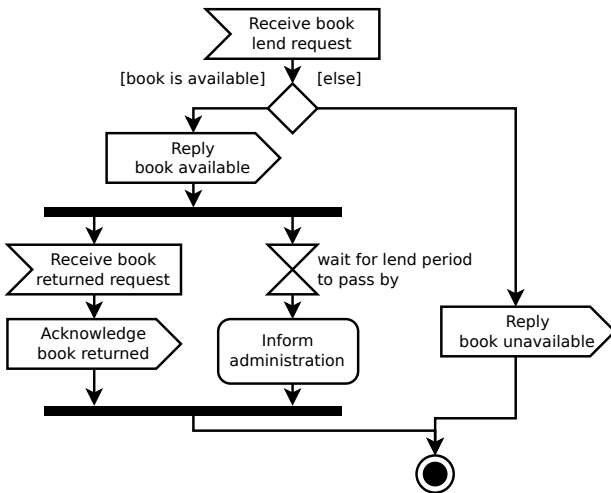 Receive book
lend request
[book is available]
[else]
Reply
book available
Receive book
returned request
wait for lend period
to pass by
Acknowledge
book returned
Inform
administration
Reply
book unavailable